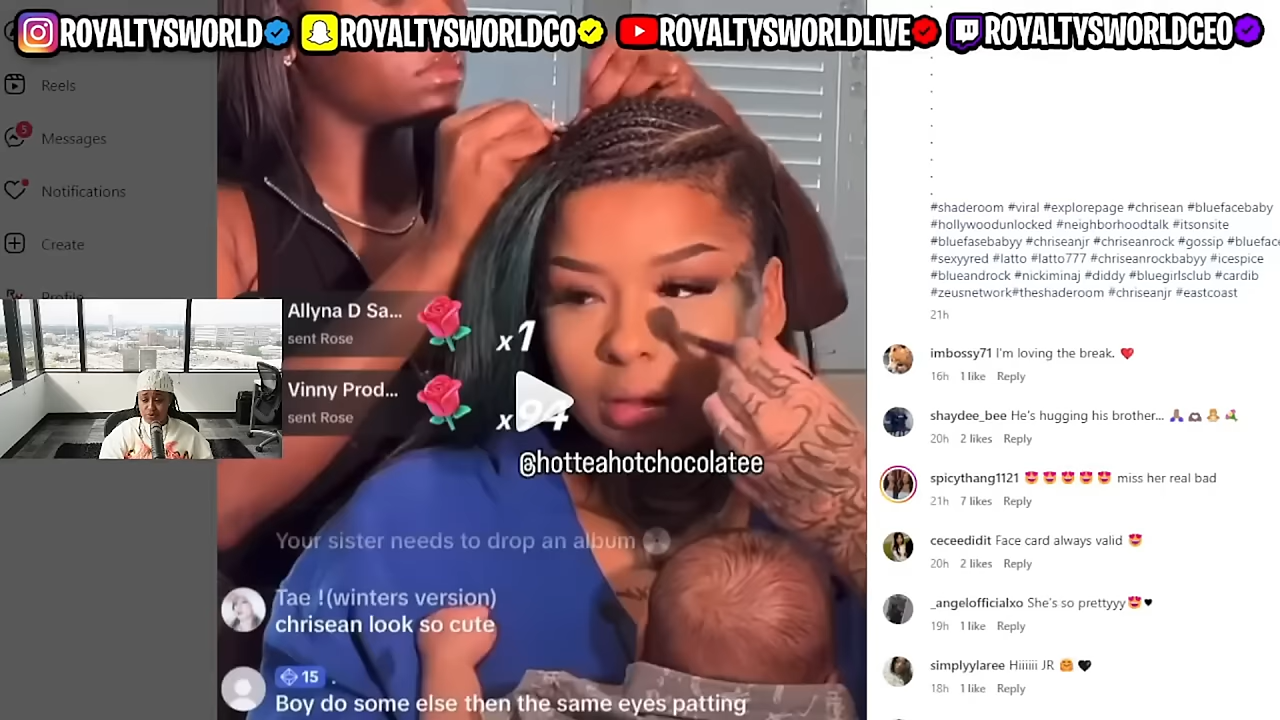 ROYALTYSWORLD
ROYALTYSWORLDCO
ROYALTYSWORLDLIVE
ROYALTYSWORLDCEO
Reels
5
Messages
Notifications
Create
Profile
Allyna D Sa...
sent Rose
x1
Vinny Prod...
sent Rose
x94
@hotteahotchocolatee
Your sister needs to drop an album
Tae !(winters version)
chrisean look so cute
15 .
Boy do some else then the same eyes patting
.
.
.
.
.
.
.
.
#shaderoom #viral #explorepage #chrisean #bluefacebaby
#hollywoodunlocked #neighborhoodtalk #itsonsite
#bluefasebabyy #chriseanjr #chriseanrock #gossip #blueface
#sexyyred #latto #latto777 #chriseanrockbabyy #icespice
#blueandrock #nickiminaj #diddy #bluegirlsclub #cardib
#zeusnetwork#theshaderoom #chriseanjr #eastcoast
21h
imbossy71 I'm loving the break. ❤️
16h 1 like Reply
shaydee_bee He's hugging his brother...
20h 2 likes Reply
spicythang1121 😍😍😍😍😍 miss her real bad
21h 7 likes Reply
ceceedidit Face card always valid 😍
20h 2 likes Reply
_angelofficialxo She's so prettyyy😍♥
19h 1 like Reply
simplyylaree Hiiiiii JR 🤗 🖤
18h 1 like Reply